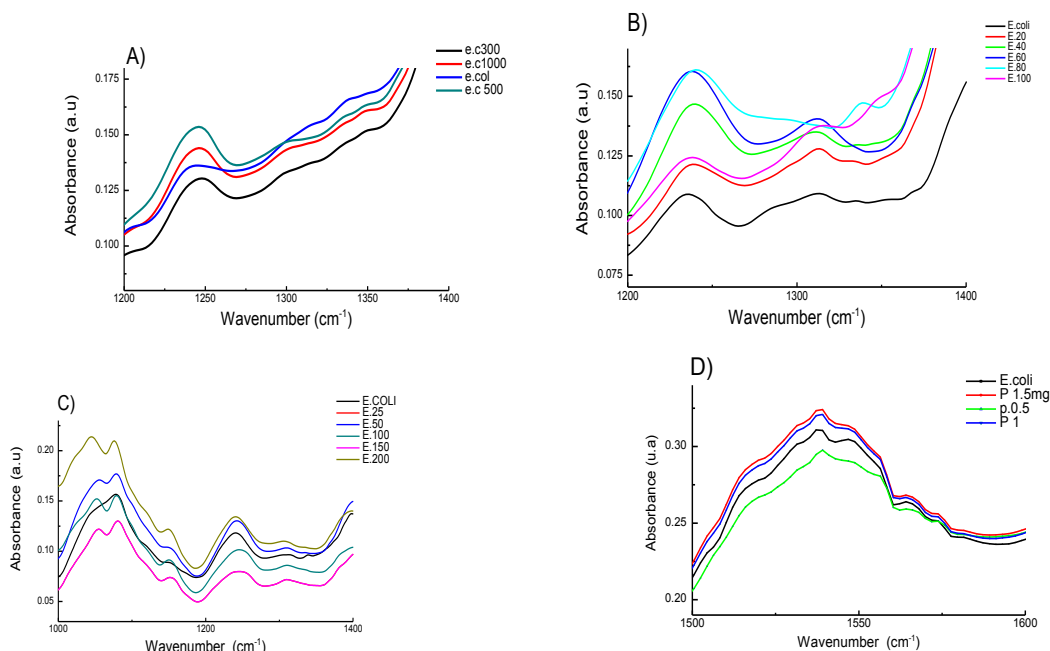 A)
e.c300
e.c1000
e.col
e.c 500
0.175
0.150
0.125
0.100
Absorbance (a.u)
1200 1250 1300 1350 1400
Wavenumber (cm-1)
B)
E.coli
E.20
E.40
E.60
E.80
E.100
0.150
0.125
0.100
0.075
Absorbance (a.u)
1200 1300 1400
Wavenumber (cm-1)
C)
E.COLI
E.25
E.50
E.100
E.150
E.200
0.20
0.15
0.10
0.05
Absorbance (a.u)
1000 1200 1400
Wavenumber (cm-1)
D)
E.coli
P 1.5mg
p.0.5
P 1
0.30
0.25
0.20
Absorbance (u.a)
1500 1550 1600
Wavenumber (cm-1)